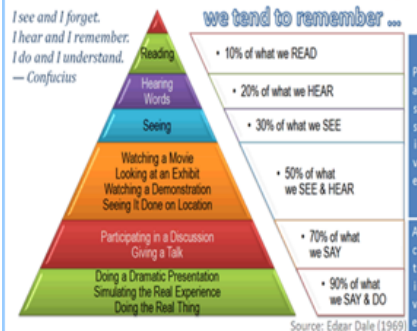 I see and I forget.
I hear and I remember.
I do and I understand.
— Confucius
we tend to remember ...
Reading
• 10% of what we READ
Hearing
Words
• 20% of what we HEAR
Seeing
• 30% of what we SEE
Watching a Movie
Looking at an Exhibit
Watching a Demonstration
Seeing It Done on Location
• 50% of what
we SEE & HEAR
Participating in a Discussion
Giving a Talk
• 70% of what
we SAY
Doing a Dramatic Presentation
Simulating the Real Experience
Doing the Real Thing
• 90% of what
we SAY & DO
Source: Edgar Dale (1969)